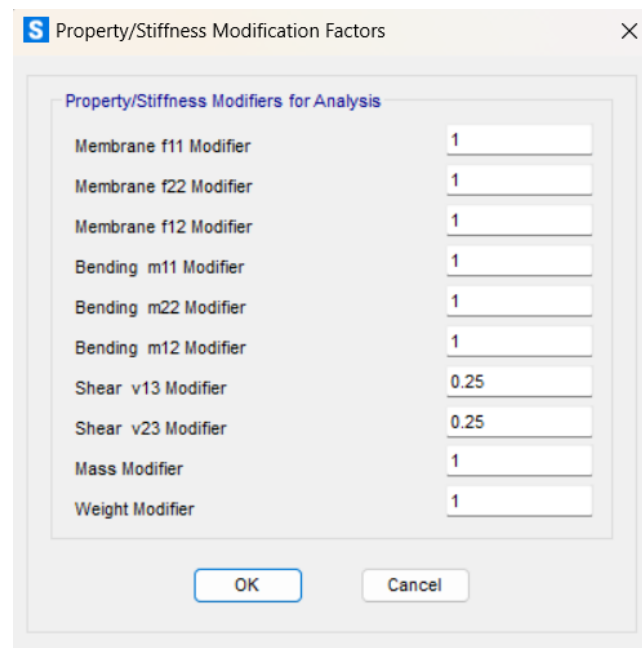 S Property/Stiffness Modification Factors
Property/Stiffness Modifiers for Analysis
Membrane f11 Modifier 1
Membrane f22 Modifier 1
Membrane f12 Modifier 1
Bending m11 Modifier 1
Bending m22 Modifier 1
Bending m12 Modifier 1
Shear v13 Modifier 0.25
Shear v23 Modifier 0.25
Mass Modifier 1
Weight Modifier 1
OK Cancel